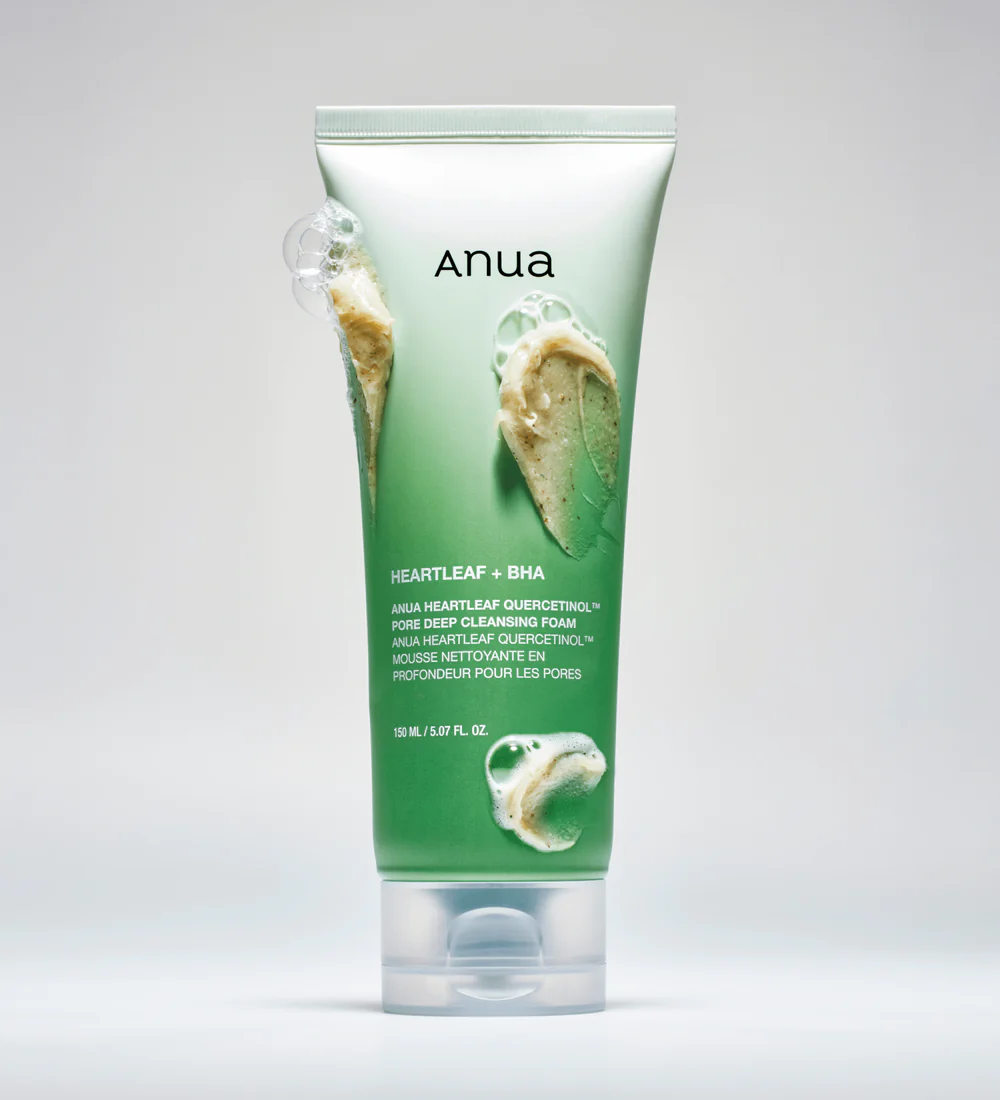 Anua
HEARTLEAF + BHA
ANUA HEARTLEAF QUERCETINOL™
PORE DEEP CLEANSING FOAM
ANUA HEARTLEAF QUERCETINOL™
MOUSSE NETTOYANTE EN
PROFONDEUR POUR LES PORES
150 ML / 5.07 FL. OZ.